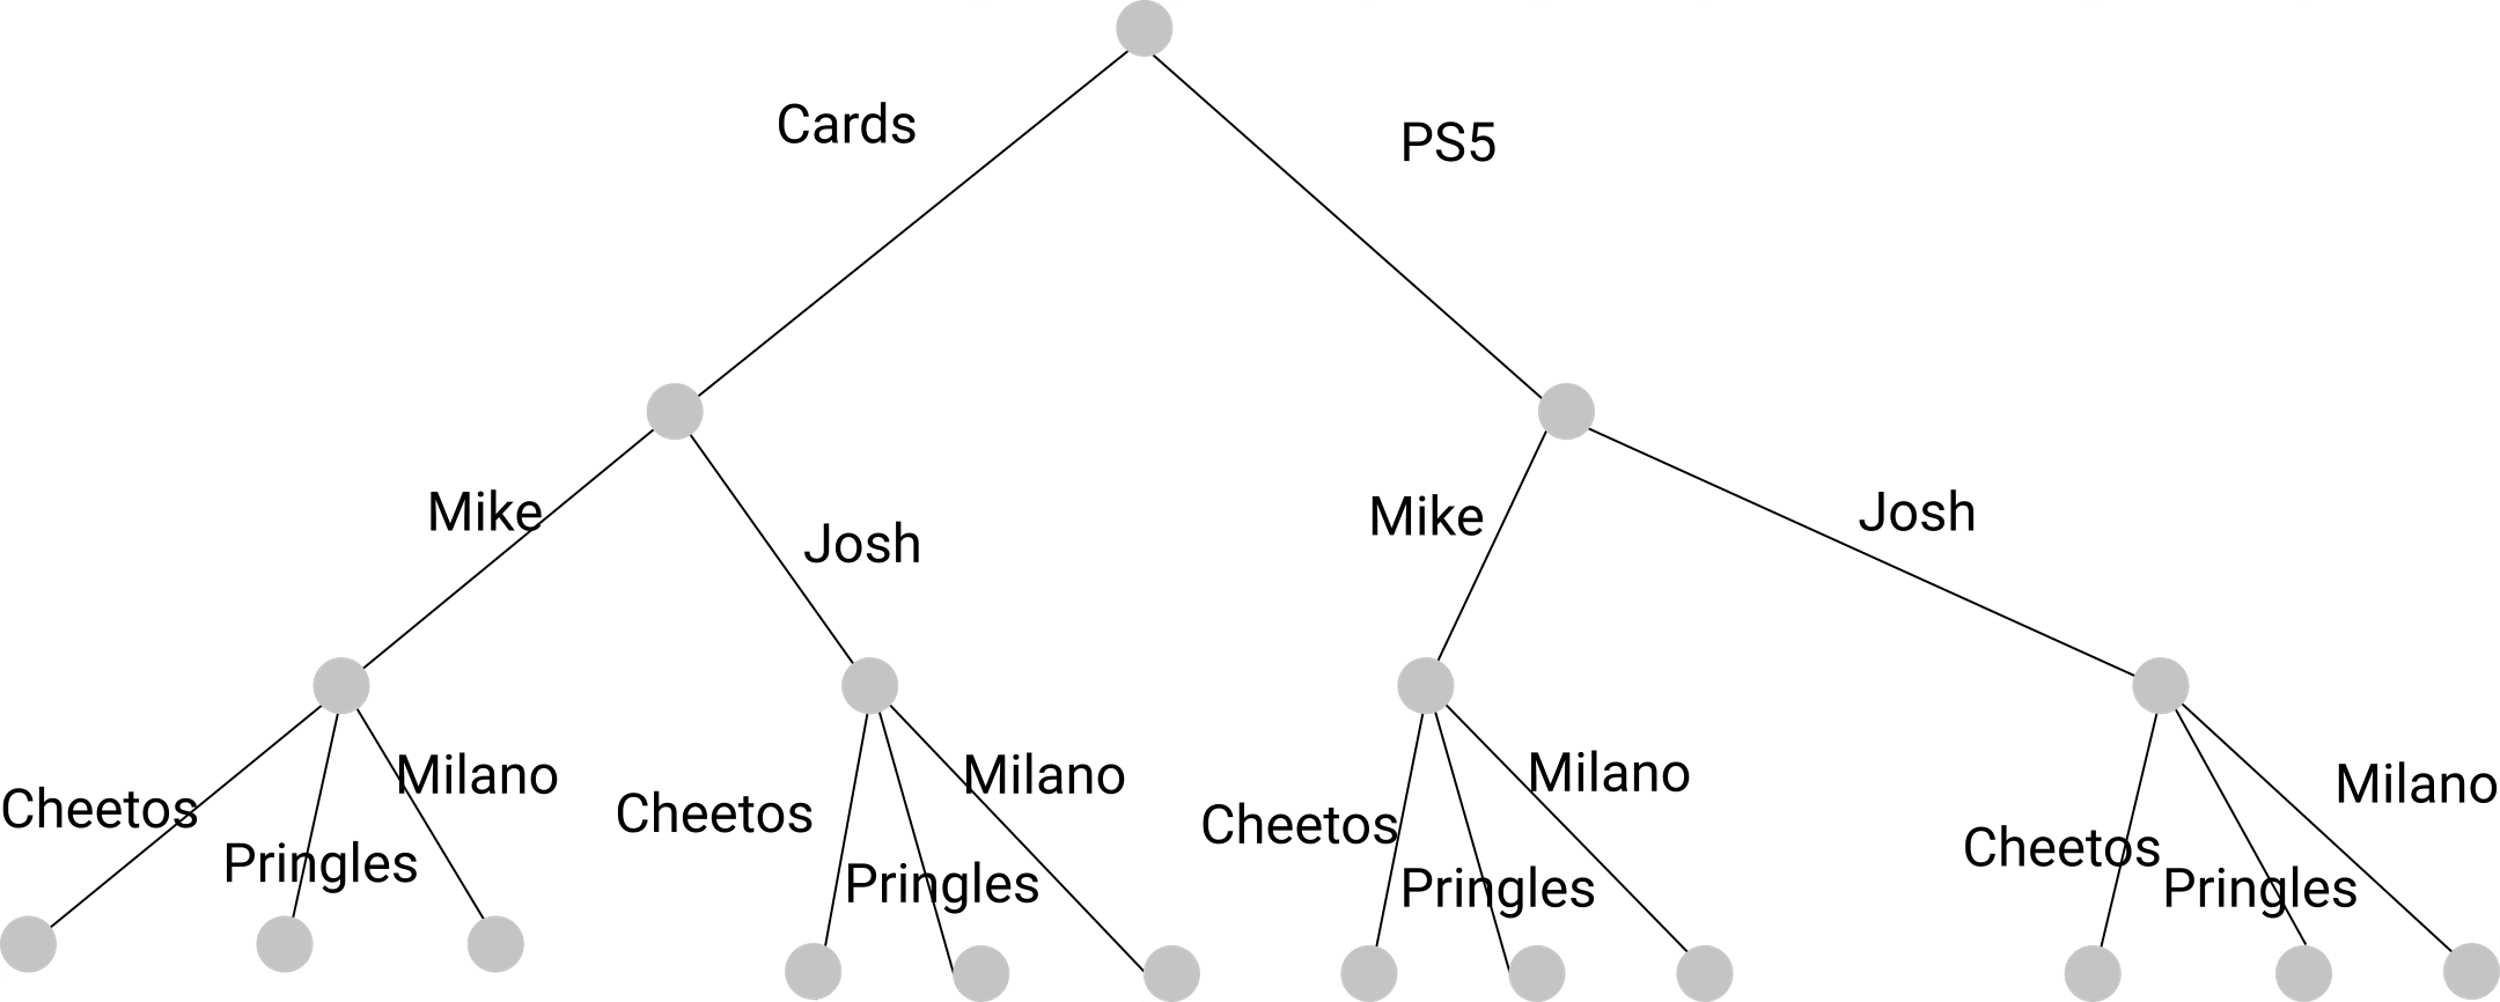 Cards
PS5
Mike
Josh
Mike
Josh
Cheetos
Pringles
Milano
Cheetos
Pringles
Milano
Cheetos
Pringles
Milano
Cheetos
Pringles
Milano